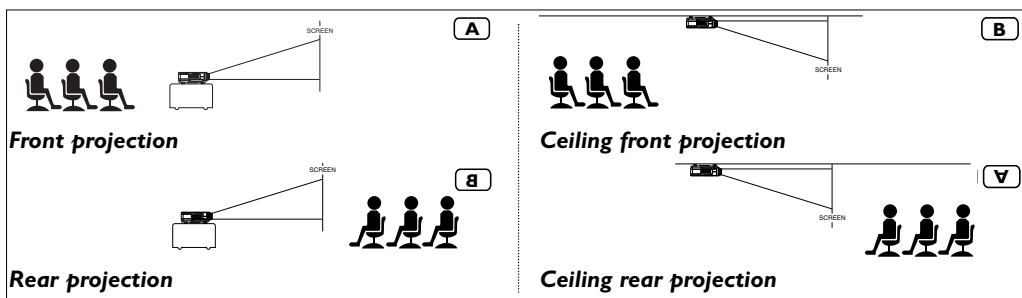 SCREEN
A
Front projection
SCREEN
B
Ceiling front projection
SCREEN
B
Rear projection
SCREEN
A
Ceiling rear projection